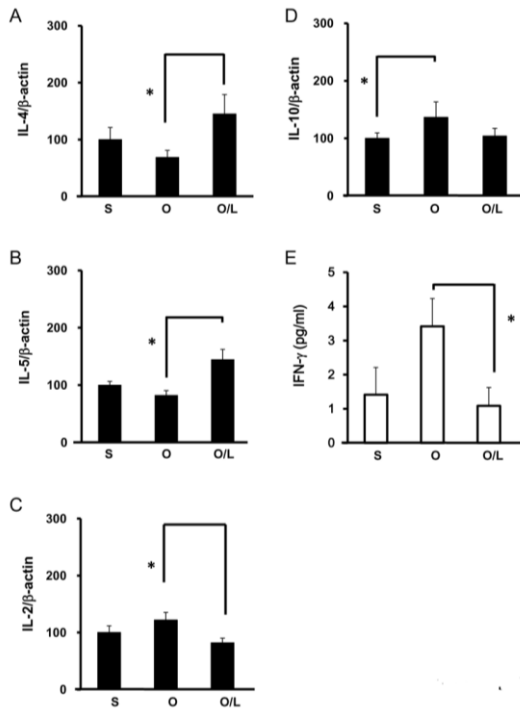 A
IL-4/β-actin
300
200
100
0
*
S O O/L
B
IL-5/β-actin
300
200
150
100
0
*
S O O/L
C
IL-2/β-actin
300
200
100
0
*
S O O/L
D
IL-10/β-actin
300
200
100
0
*
S O O/L
E
IFN-γ (pg/ml)
5
4
3
2
1
0
*
S O O/L